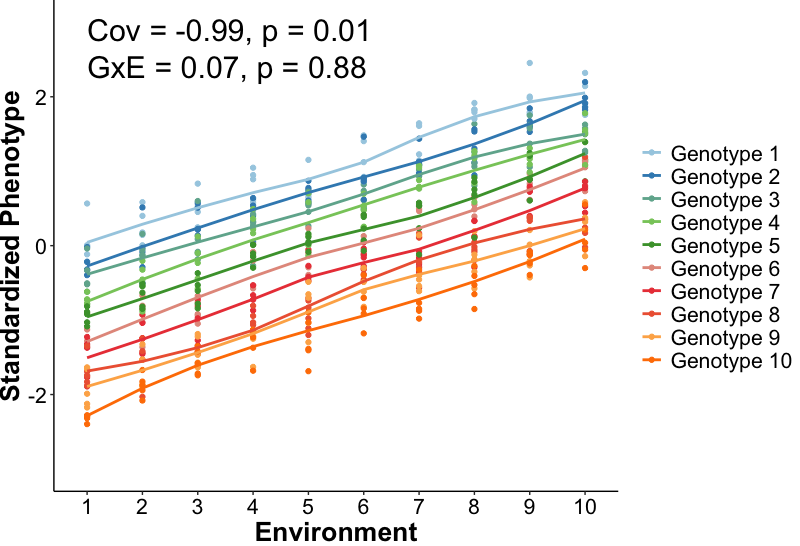 Cov = -0.99, p = 0.01
GxE = 0.07, p = 0.88
Standardized Phenotype
2
0
-2
1 2 3 4 5 6 7 8 9 10
Environment
Genotype 1
Genotype 2
Genotype 3
Genotype 4
Genotype 5
Genotype 6
Genotype 7
Genotype 8
Genotype 9
Genotype 10